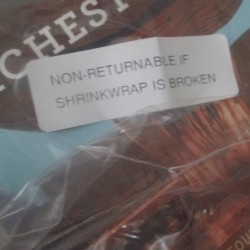 CHEST
NON-RETURNABLE IF
SHRINKWRAP IS BROKEN